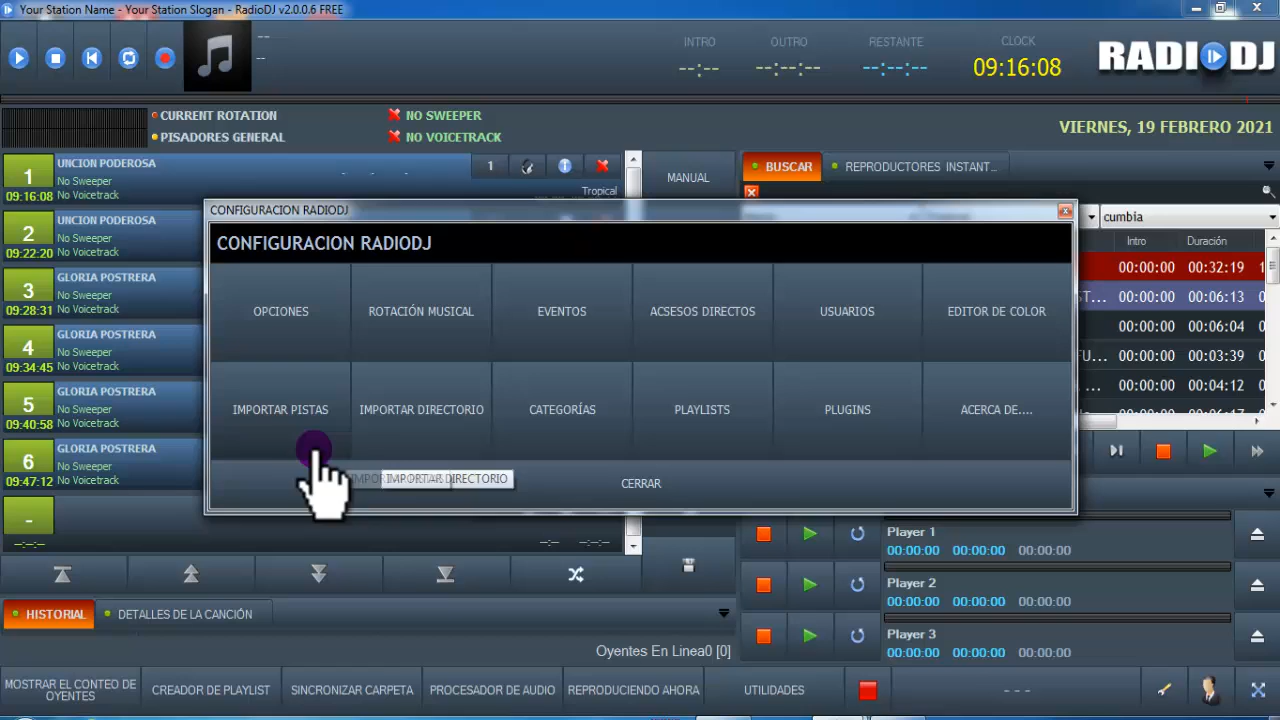 Your Station Name - Your Station Slogan - RadioDJ v2.0.0.6 FREE
--
--
INTRO
--:--
OUTRO
--:--:--
RESTANTE
--:--:--
CLOCK
09:16:08
RADIODJ
CURRENT ROTATION
NO SWEEPER
PISADORES GENERAL
NO VOICETRACK
VIERNES, 19 FEBRERO 2021
1
09:16:08
UNCION PODEROSA
No Sweeper
No Voicetrack
1
Tropical
2
09:22:20
UNCION PODEROSA
No Sweeper
No Voicetrack
3
09:28:31
GLORIA POSTRERA
No Sweeper
No Voicetrack
4
09:34:45
GLORIA POSTRERA
No Sweeper
No Voicetrack
5
09:40:58
GLORIA POSTRERA
No Sweeper
No Voicetrack
6
09:47:12
GLORIA POSTRERA
No Sweeper
No Voicetrack
-
--:--:--
--:-- --:--:--
MANUAL
BUSCAR
REPRODUCTORES INSTANT...
cumbia
Intro Duración
00:00:00 00:32:19 1
ST... 00:00:00 00:06:13 0
00:00:00 00:06:04 0
FU... 00:00:00 00:03:39 0
... 00:00:00 00:04:12 0
CONFIGURACION RADIODJ
CONFIGURACION RADIODJ
OPCIONES
ROTACIÓN MUSICAL
EVENTOS
ACSESOS DIRECTOS
USUARIOS
EDITOR DE COLOR
IMPORTAR PISTAS
IMPORTAR DIRECTORIO
CATEGORÍAS
PLAYLISTS
PLUGINS
ACERCA DE....
IMPORTAR DIRECTORIO
CERRAR
Player 1
00:00:00 00:00:00 00:00:00
Player 2
00:00:00 00:00:00 00:00:00
Player 3
00:00:00 00:00:00 00:00:00
HISTORIAL
DETALLES DE LA CANCIÓN
Oyentes En Linea0 [0]
MOSTRAR EL CONTEO DE OYENTES
CREADOR DE PLAYLIST
SINCRONIZAR CARPETA
PROCESADOR DE AUDIO
REPRODUCIENDO AHORA
UTILIDADES
- - -